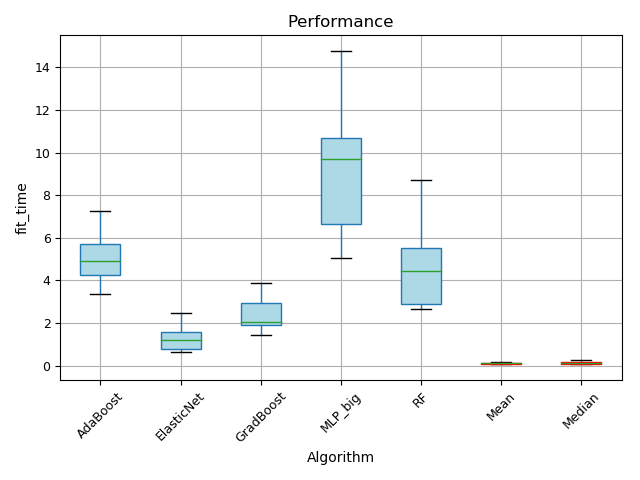 Performance
fit_time
14
12
10
8
6
4
2
0
AdaBoost
ElasticNet
GradBoost
MLP_big
RF
Mean
Median
Algorithm